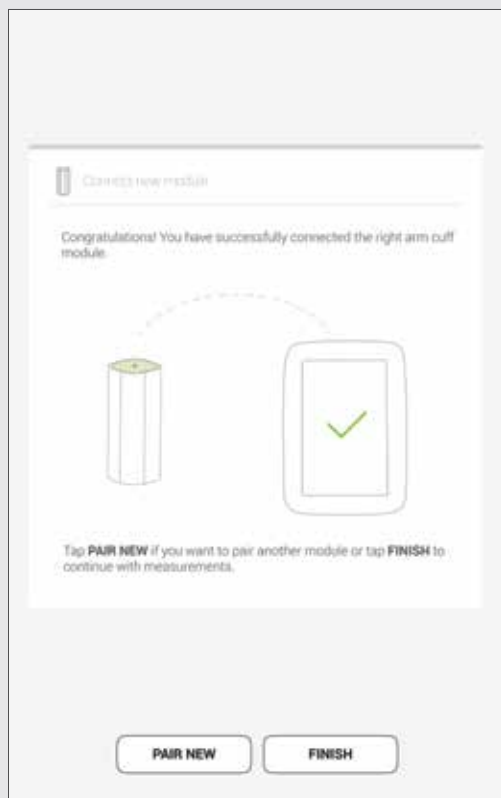 Connect new module
Congratulations! You have successfully connected the right arm cuff
module.
Tap PAIR NEW if you want to pair another module or tap FINISH to
continue with measurements.
PAIR NEW
FINISH